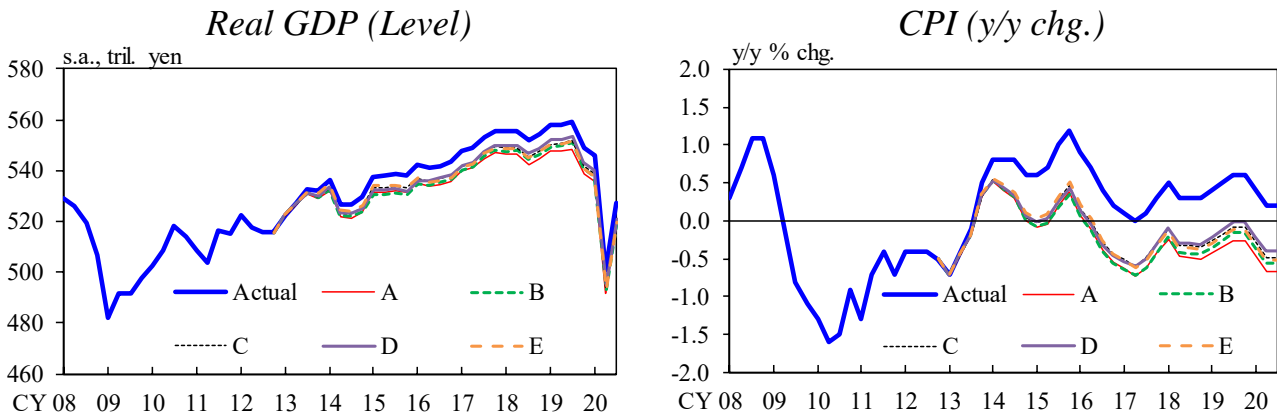 Real GDP (Level)
s.a., tril. yen
580
560
540
520
500
480
460
Actual A B
C D E
CY 08 09 10 11 12 13 14 15 16 17 18 19 20
CPI (y/y chg.)
y/y % chg.
2.0
1.5
1.0
0.5
0.0
-0.5
-1.0
-1.5
-2.0
Actual A B
C D E
CY 08 09 10 11 12 13 14 15 16 17 18 19 20